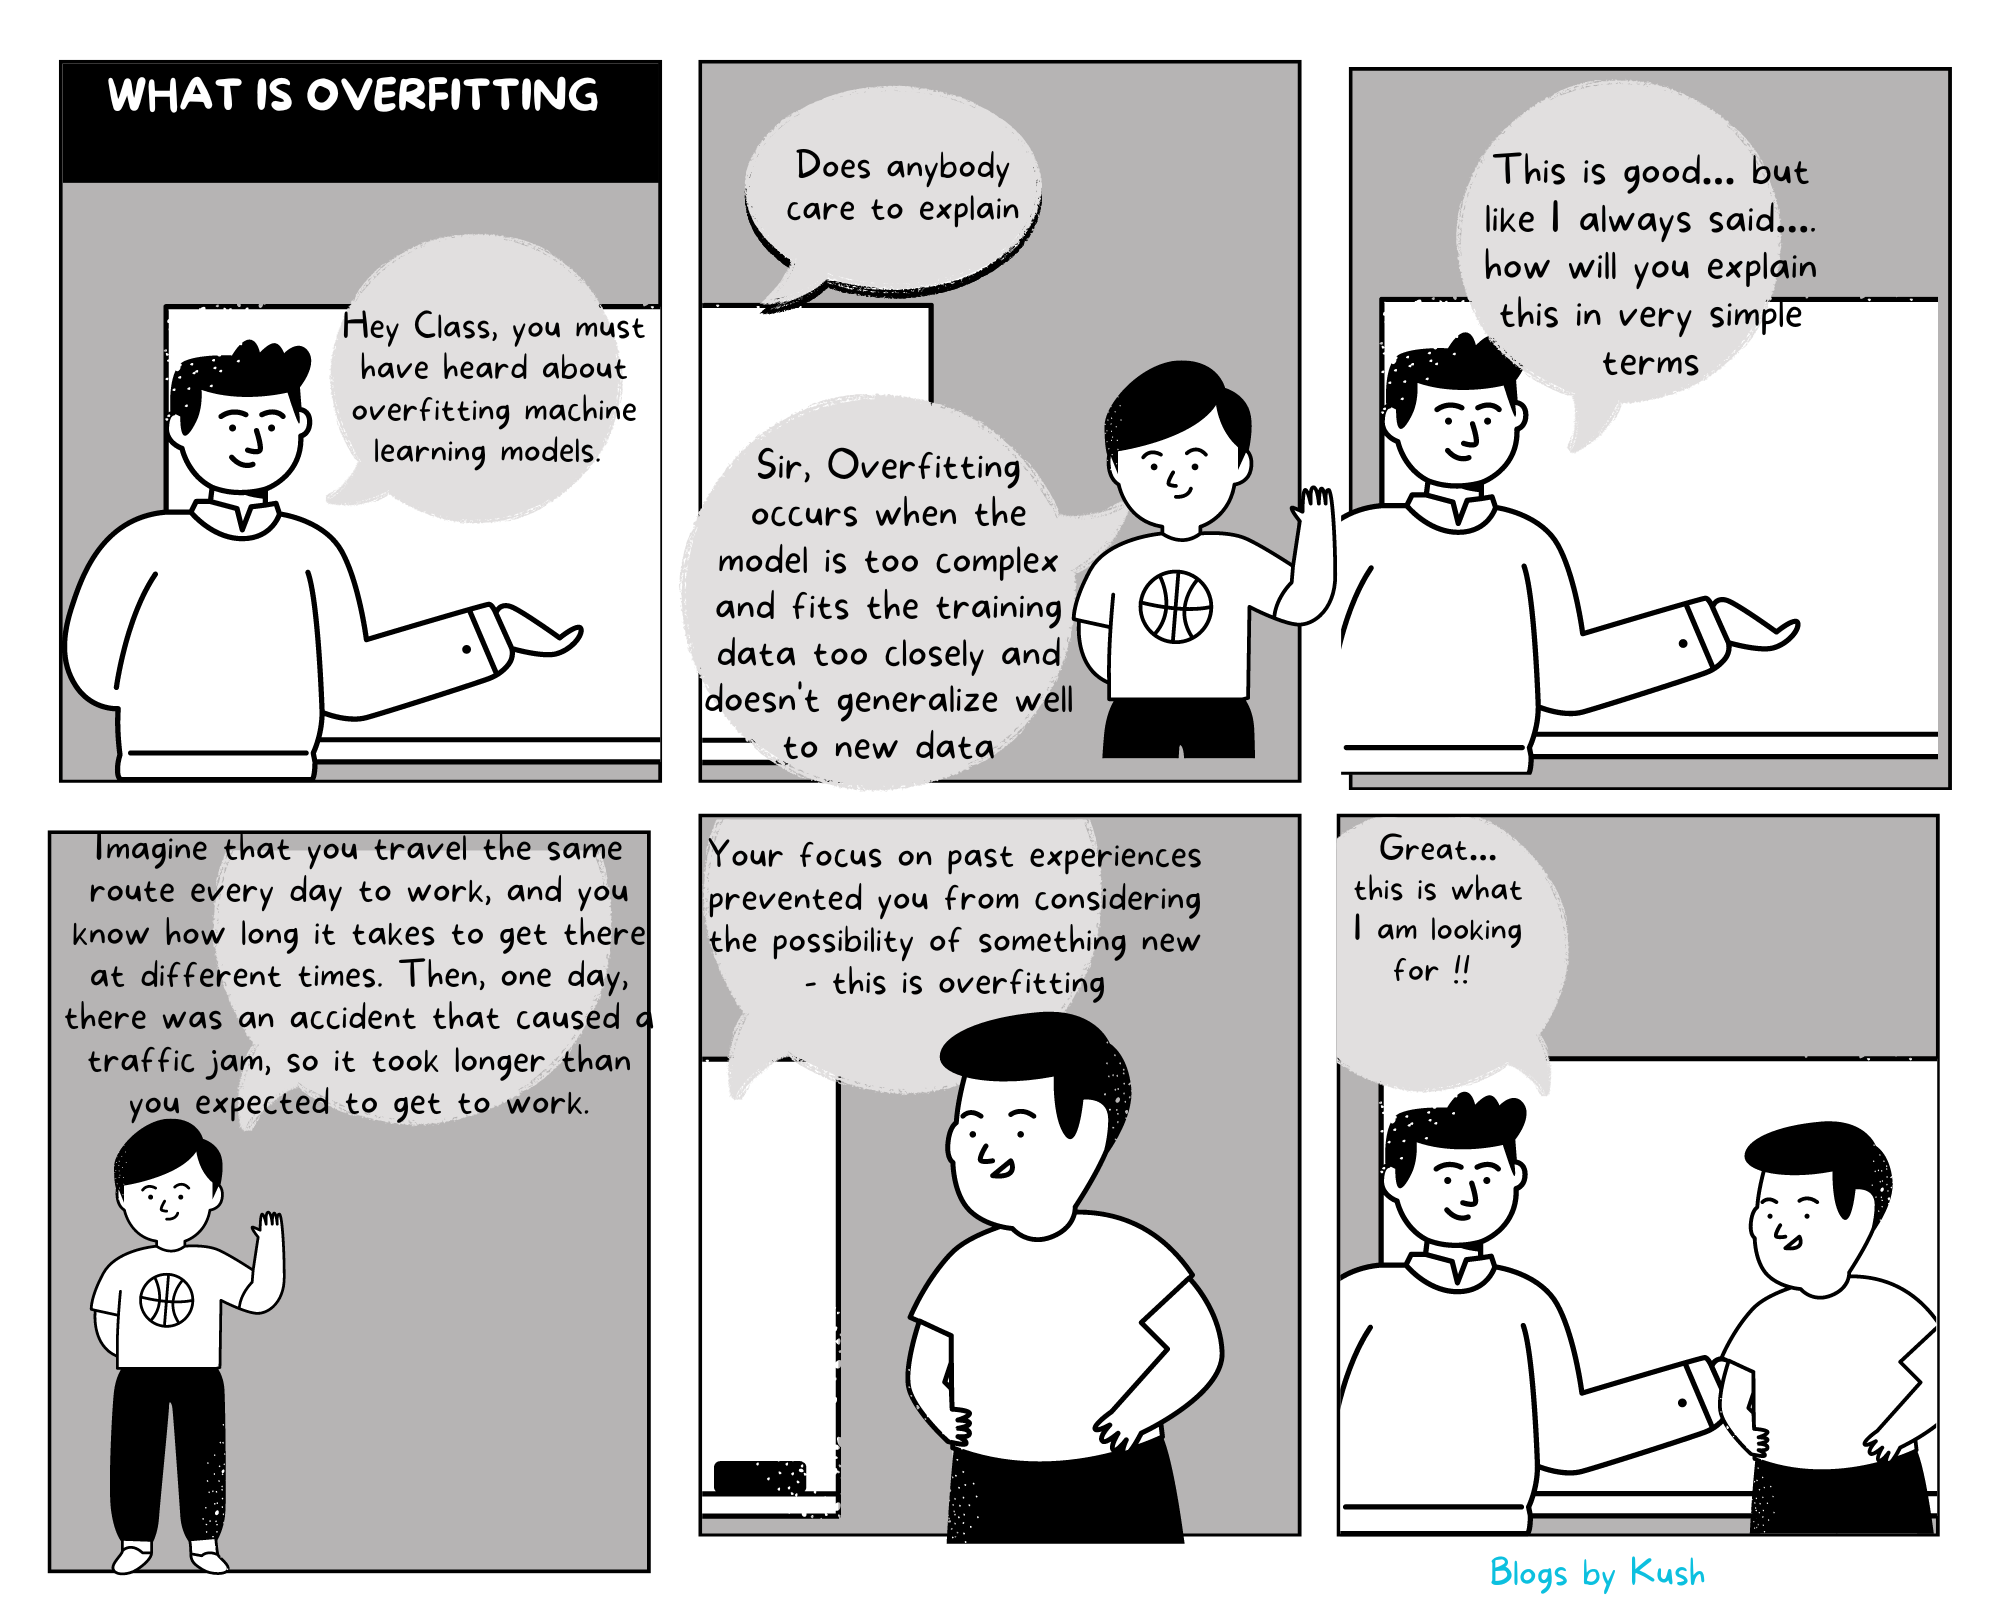 WHAT IS OVERFITTING
Hey Class, you must
have heard about
overfitting machine
learning models.
Does anybody
care to explain
Sir, Overfitting
occurs when the
model is too complex
and fits the training
data too closely and
doesn't generalize well
to new data
This is good... but
like I always said....
how will you explain
this in very simple
terms
Imagine that you travel the same
route every day to work, and you
know how long it takes to get there
at different times. Then, one day,
there was an accident that caused a
traffic jam, so it took longer than
you expected to get to work.
Your focus on past experiences
prevented you from considering
the possibility of something new
- this is overfitting
Great...
this is what
I am looking
for !!
Blogs by Kush